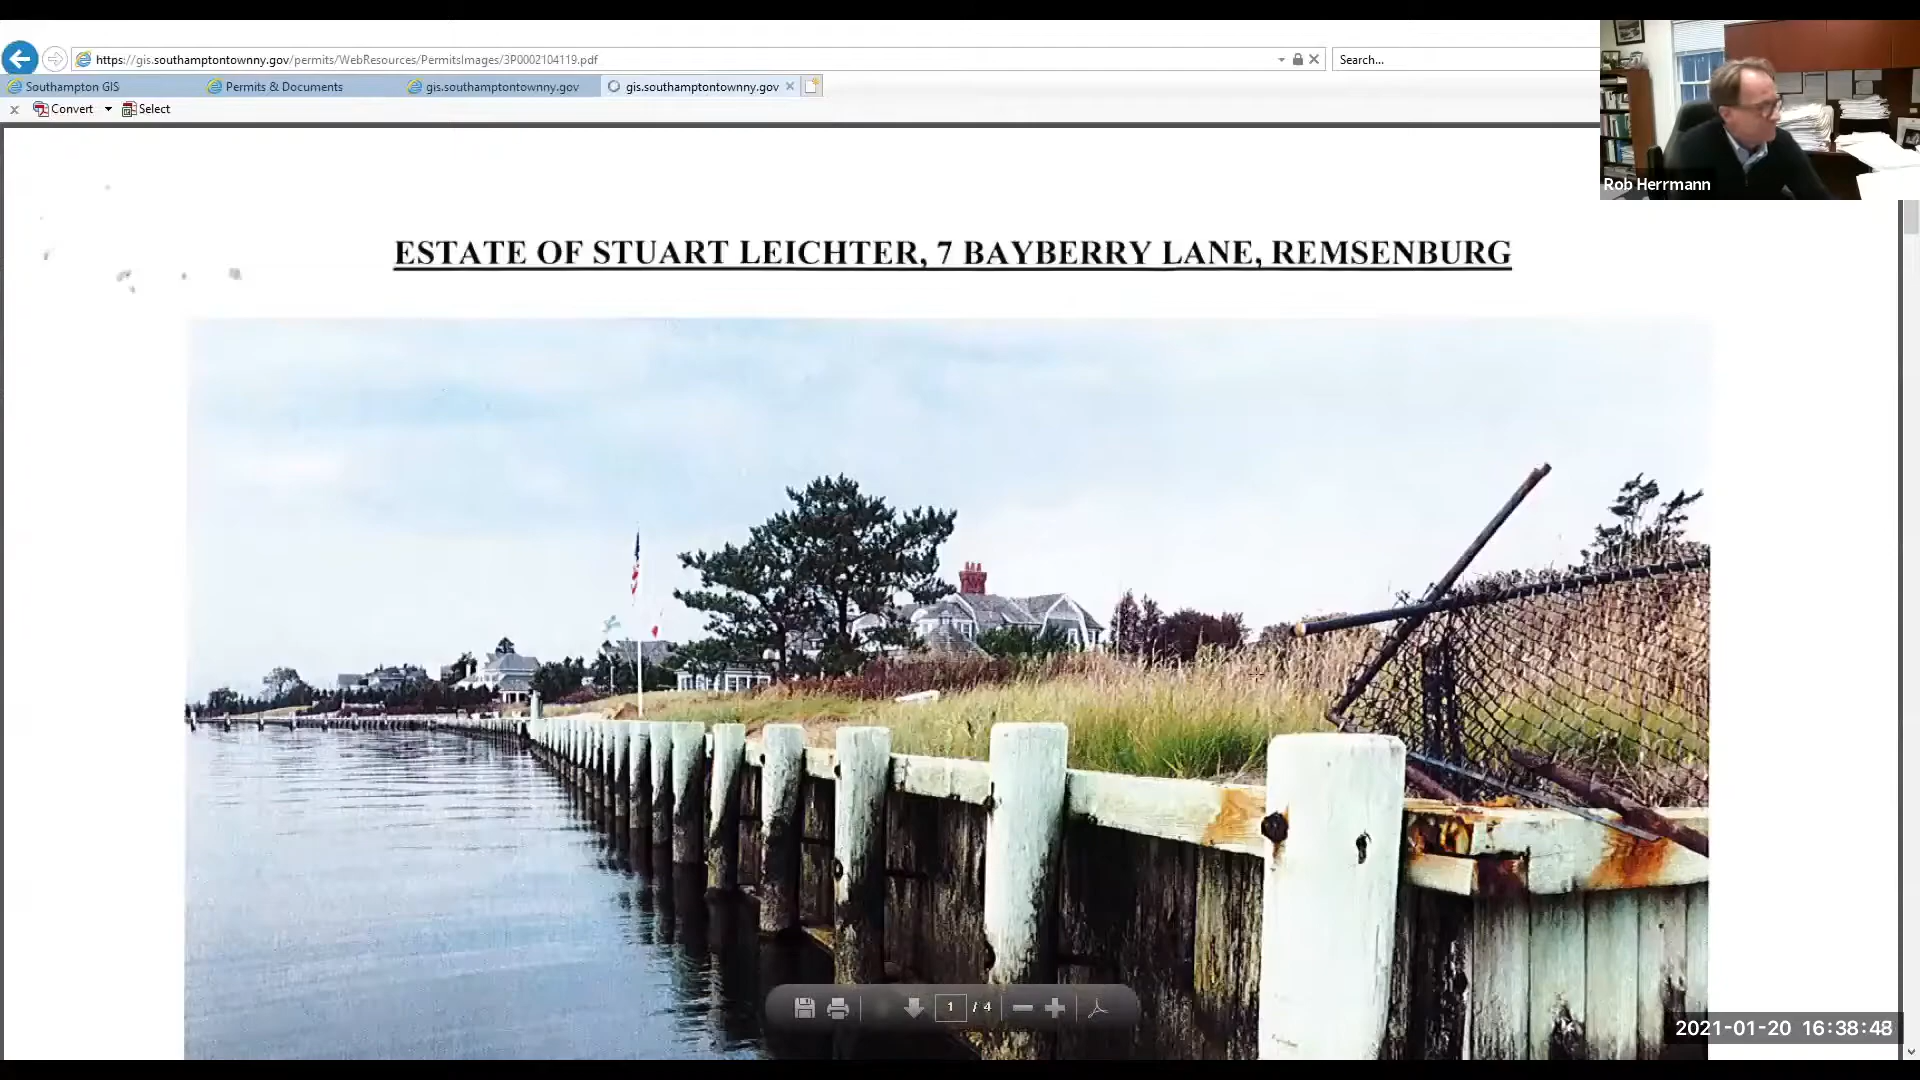 https://gis.southamptontownny.gov/permits/WebResources/PermitsImages/3P0002104119.pdf
Search...
Southampton GIS
Permits & Documents
gis.southamptontownny.gov
gis.southamptontownny.gov
Convert
Select
Rob Herrmann
ESTATE OF STUART LEICHTER, 7 BAYBERRY LANE, REMSENBURG
1 / 4
2021-01-20 16:38:48